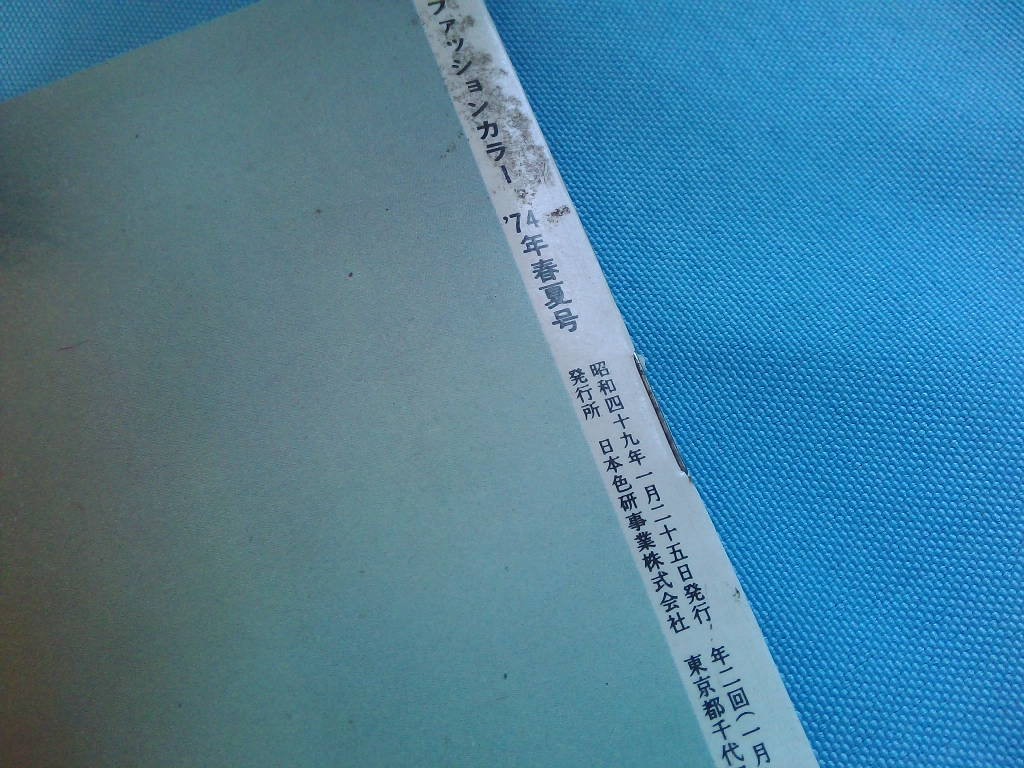 ファッションカラー '74年春夏号
昭和四十九年一月二十五日発行, 年二回(一月
発行所 日本色研事業株式会社 東京都千代